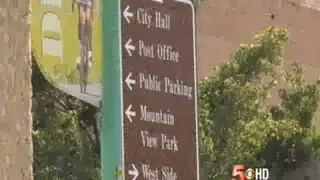 City Hall
Post Office
Public Parking
Mountain
View Park
West Side
5 HD